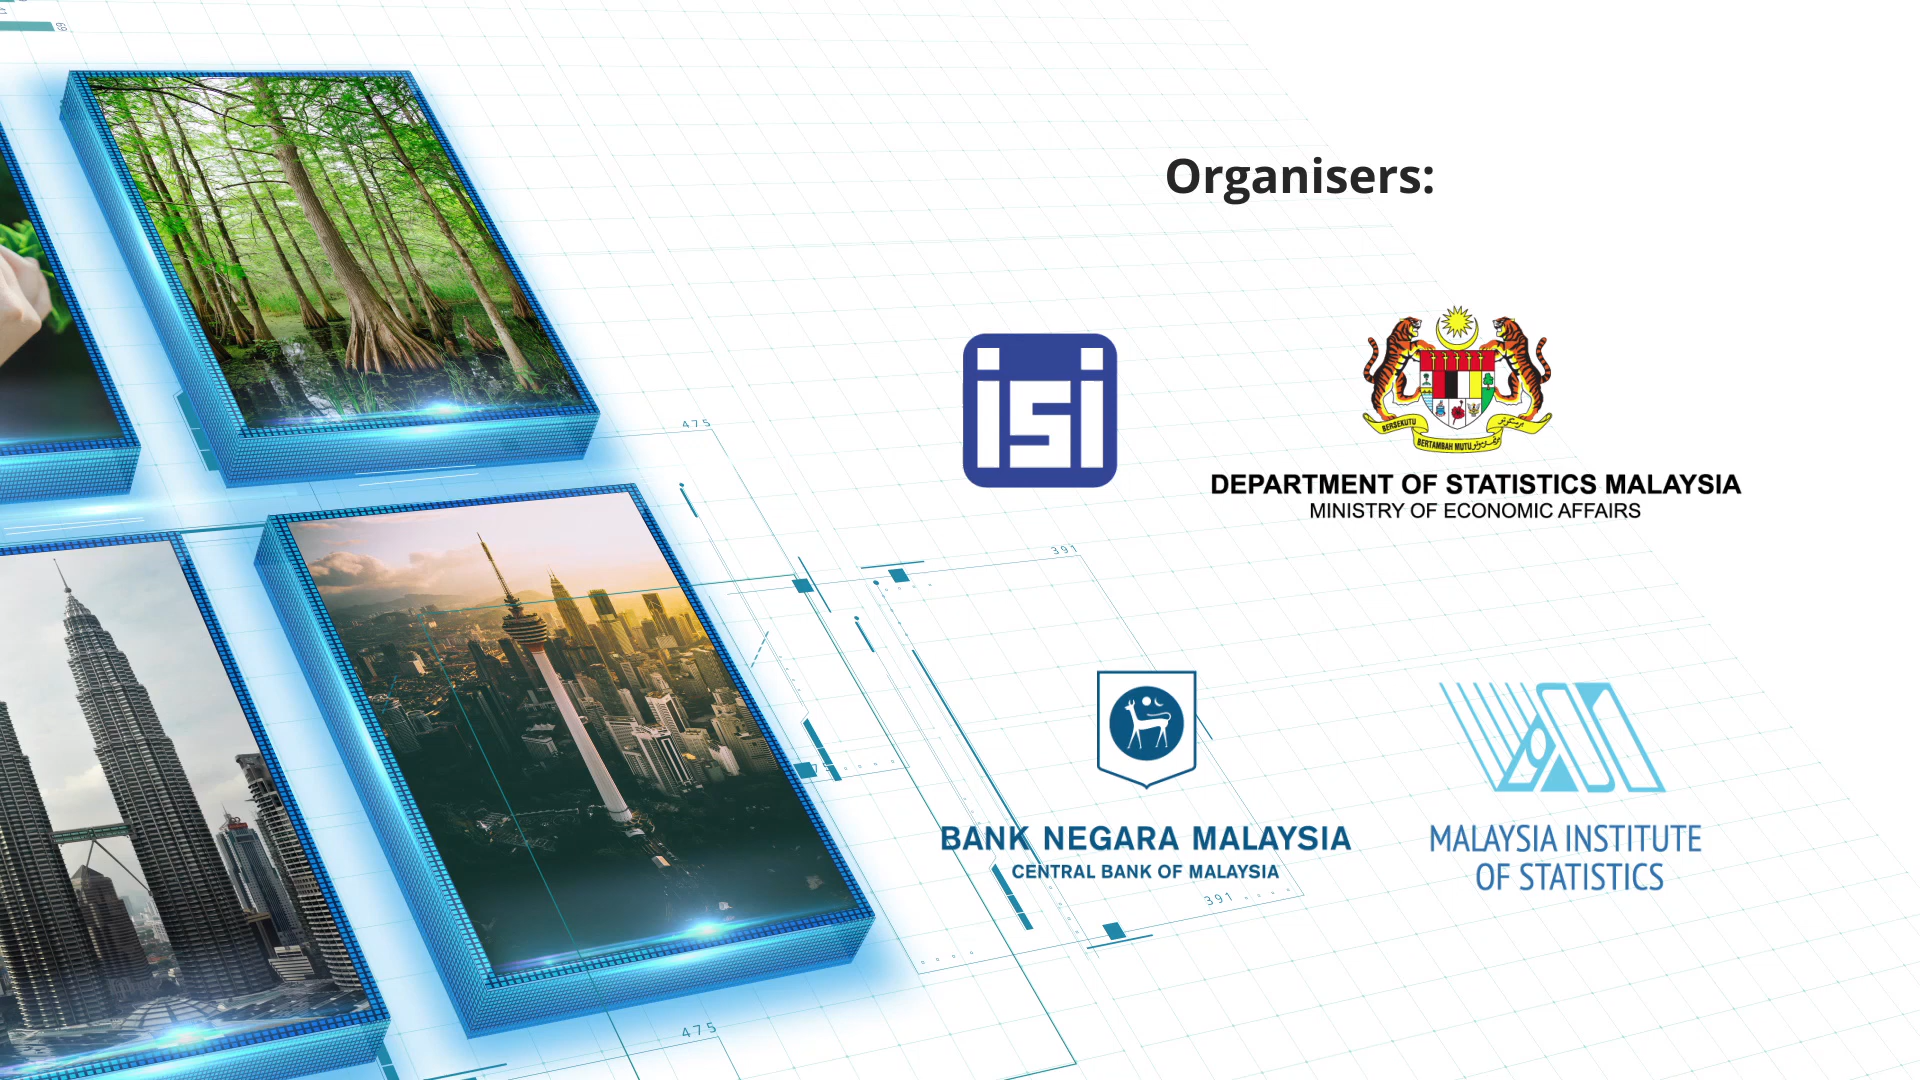 69
Organisers:
isi
BERSEKUTU
BERTAMBAH MUTU
DEPARTMENT OF STATISTICS MALAYSIA
MINISTRY OF ECONOMIC AFFAIRS
475
391
BANK NEGARA MALAYSIA
CENTRAL BANK OF MALAYSIA
MALAYSIA INSTITUTE
OF STATISTICS
391
475